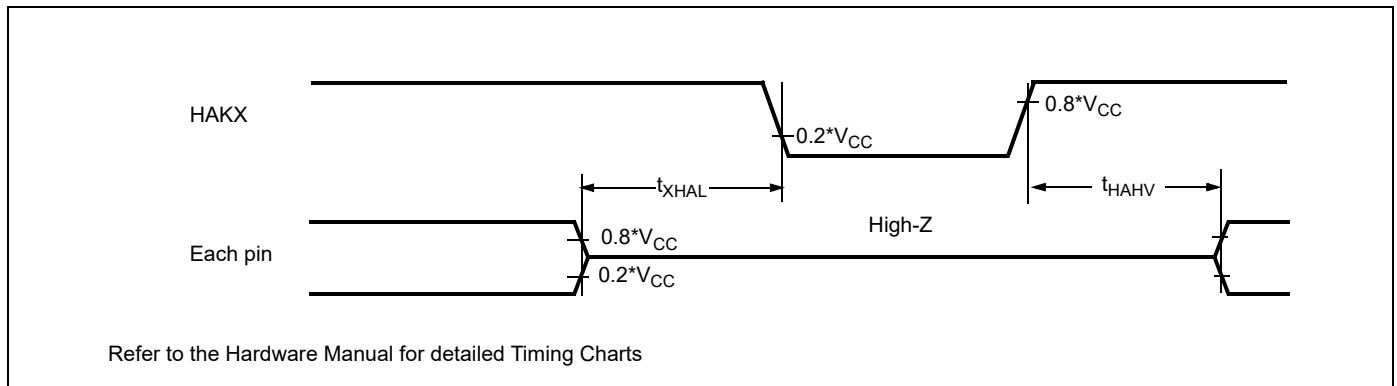 HAKX
0.2*VCC
0.8*VCC
tXHAL
tHAHV
High-Z
Each pin
0.8*VCC
0.2*VCC
Refer to the Hardware Manual for detailed Timing Charts